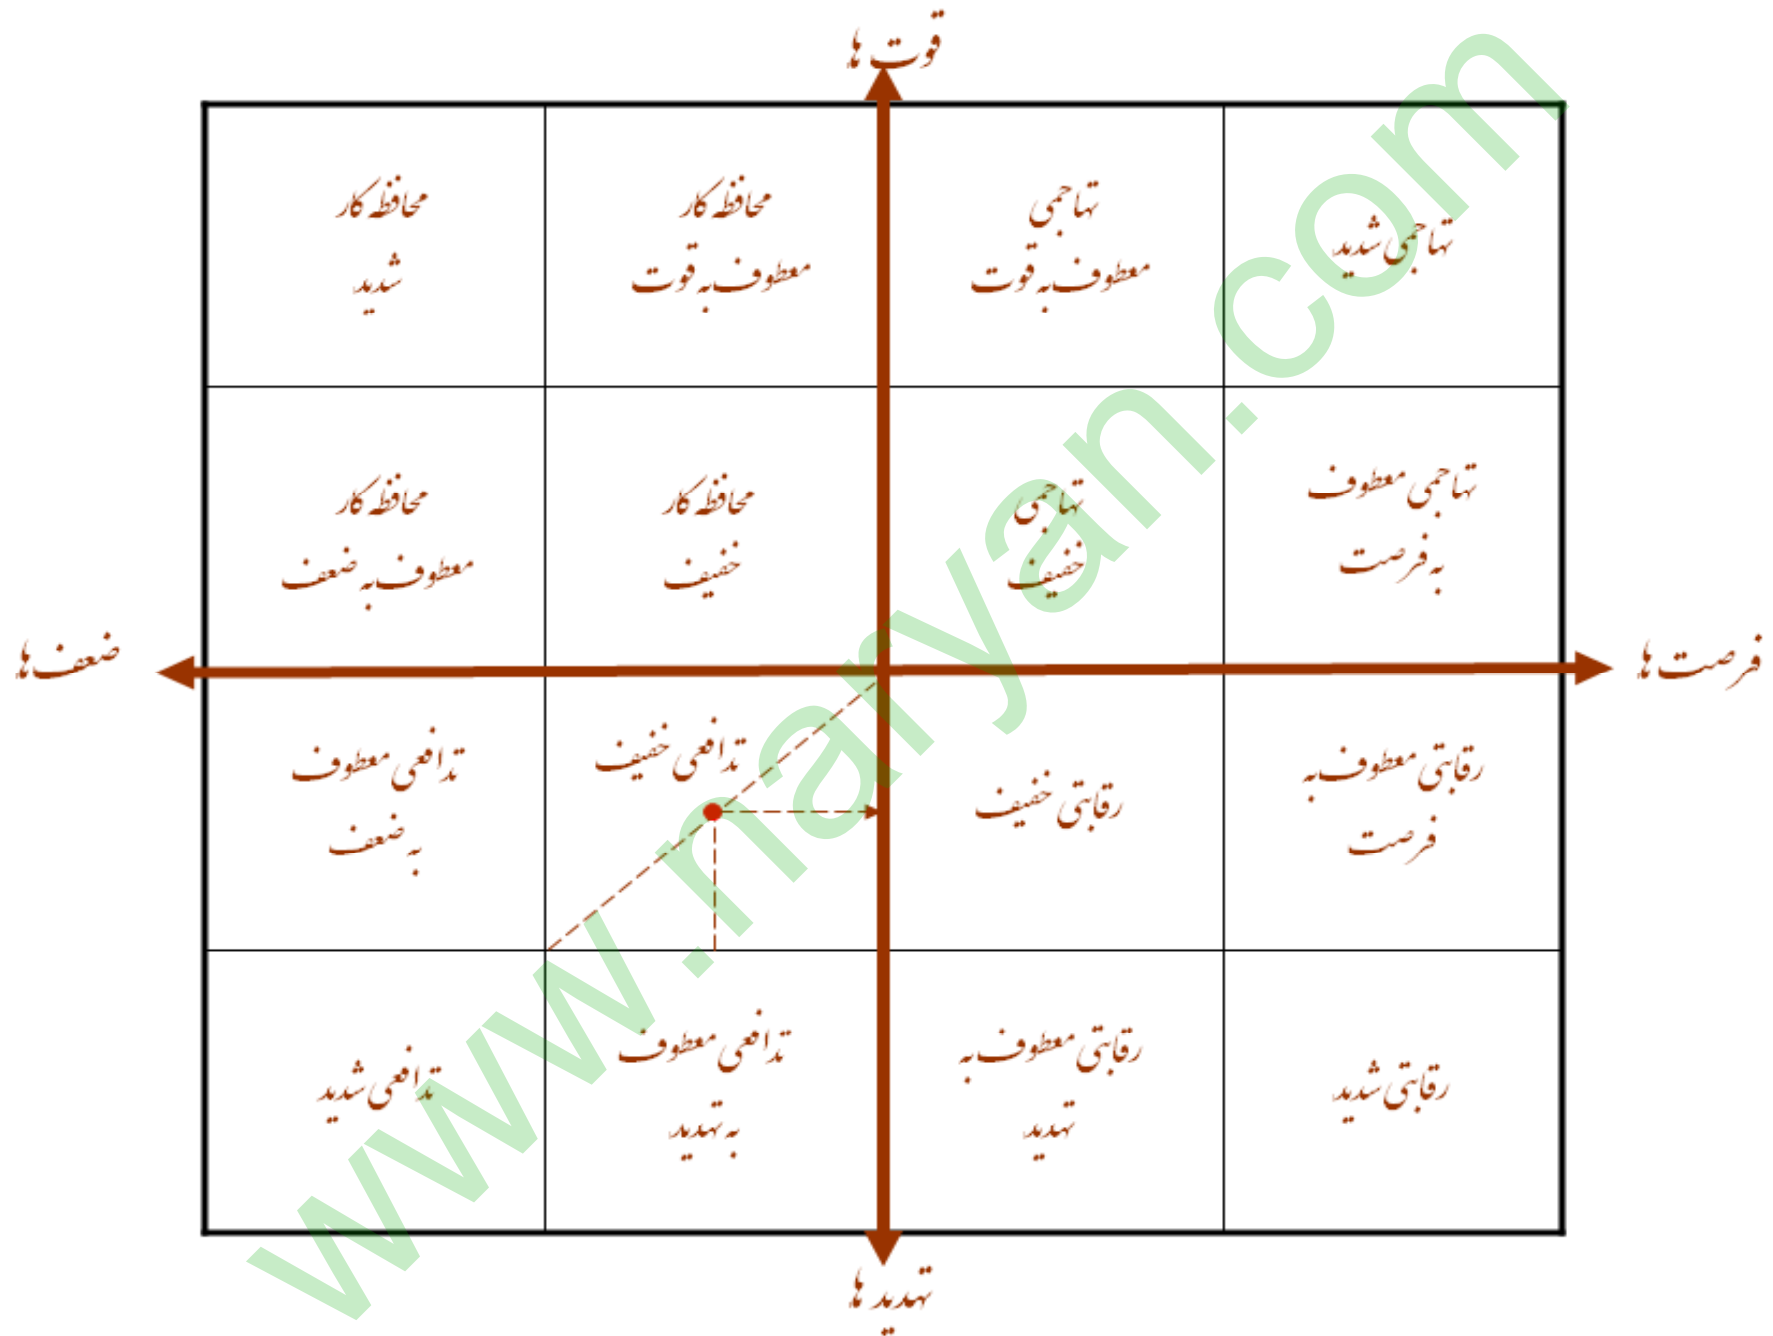 قوت ها
تهاجمی شدید
تهاجمی
معطوف به قوت
محافظه کار
معطوف به قوت
محافظه کار
شدید
تهاجمی معطوف
به فرصت
تهاجمی
خفیف
محافظه کار
خفیف
محافظه کار
معطوف به ضعف
فرصت ها
ضعف ها
رقابتی معطوف به
فرصت
رقابتی خفیف
تدافعی خفیف
تدافعی معطوف
به ضعف
رقابتی شدید
رقابتی معطوف به
تهدید
تدافعی معطوف
به تهدید
تدافعی شدید
تهدید ها
www.naryan.com